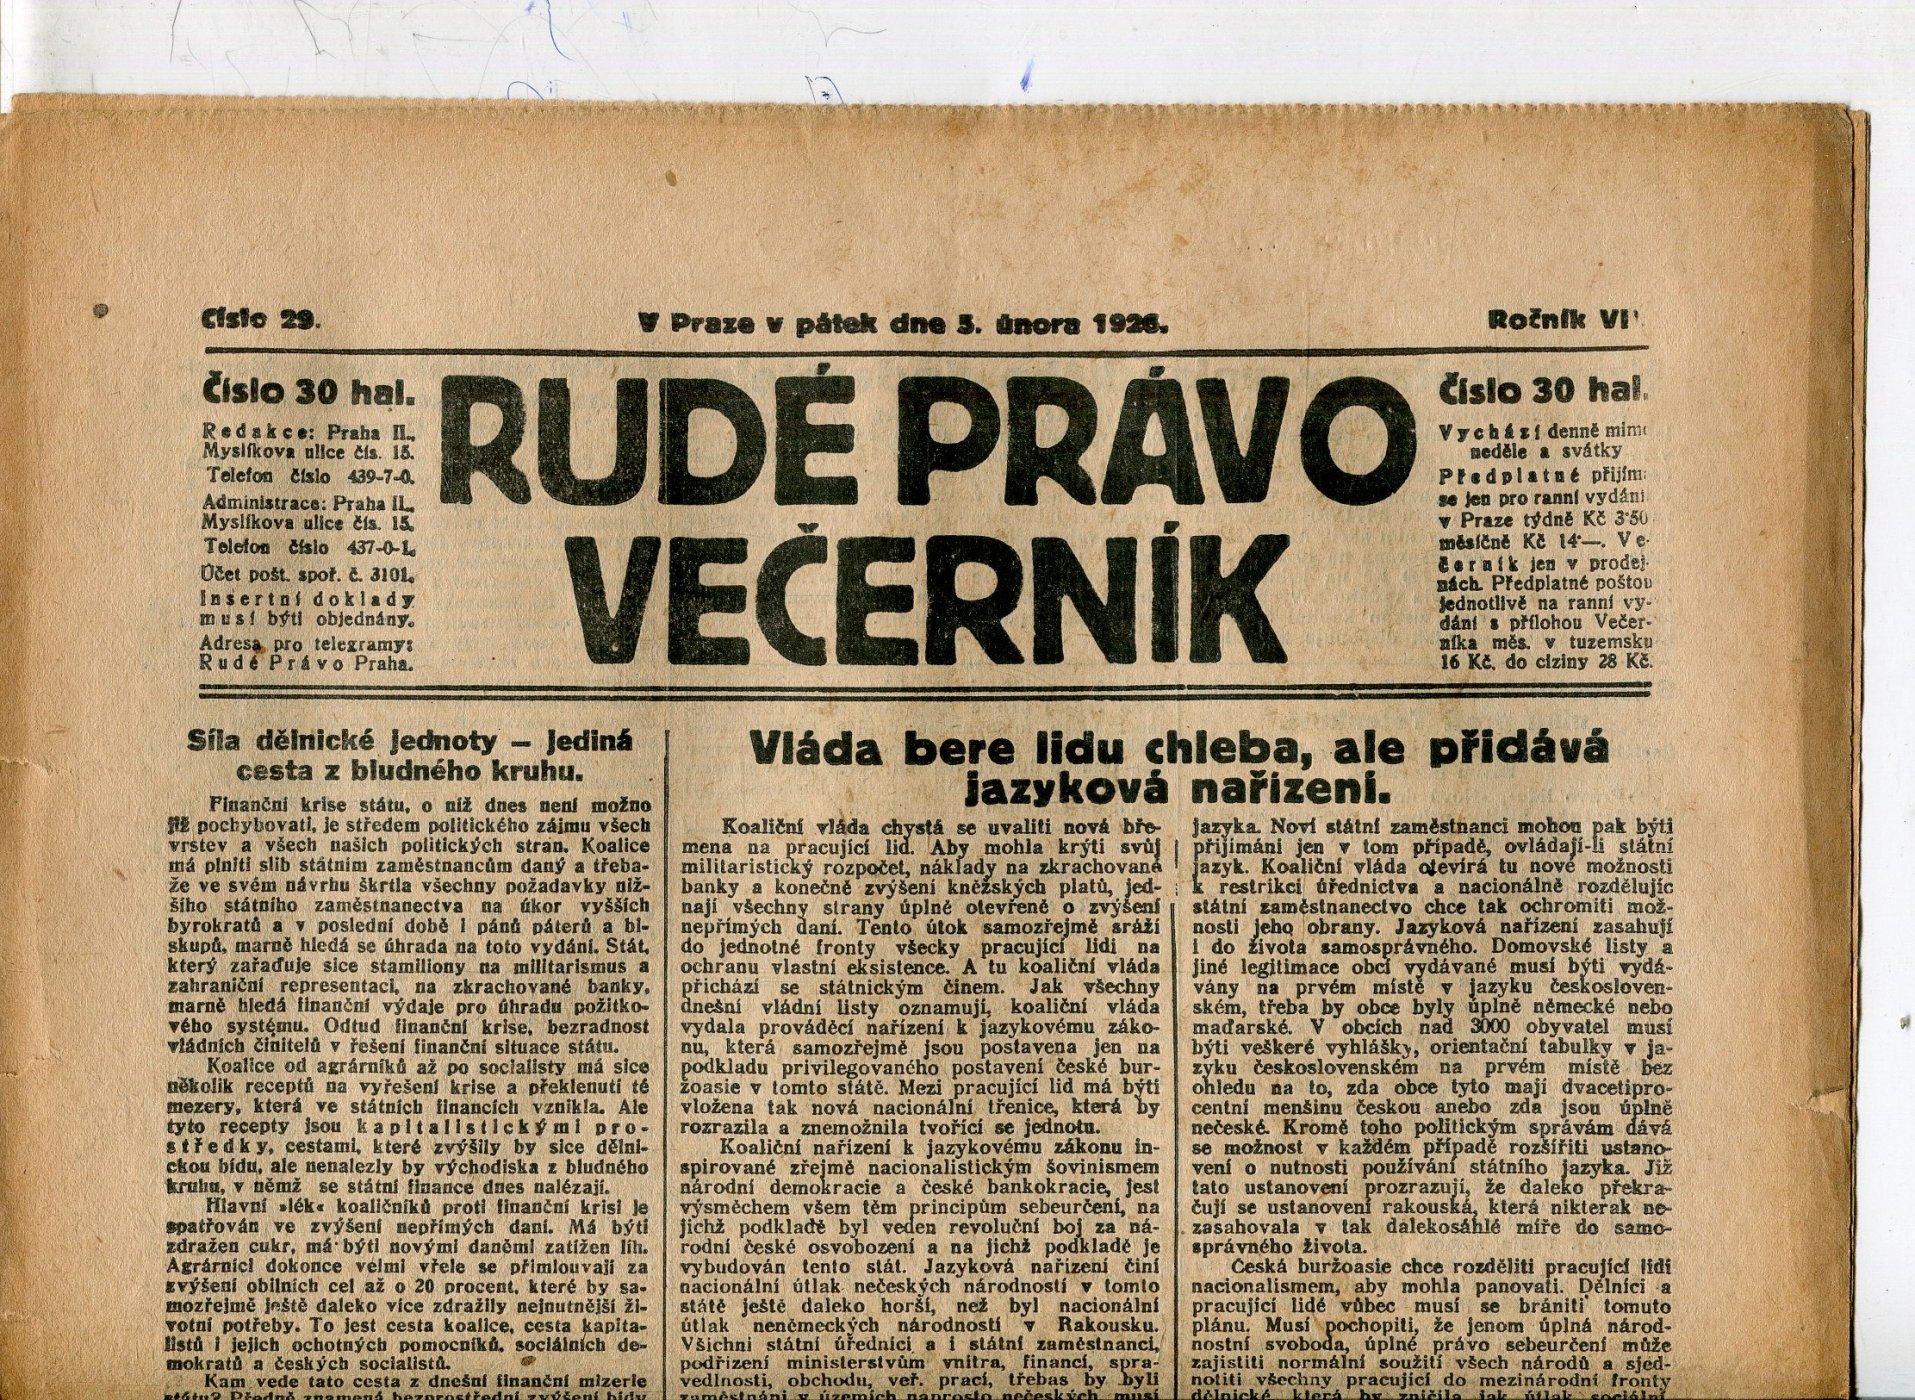 Číslo 29.
V Praze v pátek dne 5. února 1926.
Ročník VI
Číslo 30 hal.
Redakce: Praha II.,
Myslíkova ulice čís. 15.
Telefon číslo 439-7-0.
Administrace: Praha II.,
Myslíkova ulice čís. 15.
Telefon číslo 437-0-1.
Účet pošt. spoř. č. 3101.
Insertní doklady
musí býti objednány.
Adresa pro telegramy:
Rudé Právo Praha.
RUDÉ PRÁVO
VEČERNÍK
Číslo 30 hal.
Vychází denně mimo
neděle a svátky
Předplatné přijím
se jen pro ranní vydání
v Praze týdně Kč 3·50
měsíčně Kč 14·—. Ve-
černík jen v prodej-
nách. Předplatné poštou
jednotlivě na ranní vy-
dání s přílohou Večer-
níka měs. v tuzemsku
16 Kč. do ciziny 28 Kč.
Síla dělnické jednoty – jediná
cesta z bludného kruhu.
Finanční krise státu, o níž dnes není možno
již pochybovati, je středem politického zájmu všech
vrstev a všech našich politických stran. Koalice
má plniti slib státním zaměstnancům daný a třeba-
že ve svém návrhu škrtla všechny požadavky niž-
šího státního zaměstnanectva na úkor vyšších
byrokratů a v poslední době i pánů páterů a bi-
skupů, marně hledá se úhrada na toto vydání. Stát,
který zařaďuje sice stamiliony na militarismus a
zahraniční representaci, na zkrachované banky,
marně hledá finanční výdaje pro úhradu požitko-
vého systému. Odtud finanční krise, bezradnost
vládních činitelů v řešení finanční situace státu.
Koalice od agrárníků až po socialisty má sice
několik receptů na vyřešení krise a překlenutí té
mezery, která ve státních financích vznikla. Ale
tyto recepty jsou kapitalistickými pro-
středky, cestami, které zvýšily by sice dělni-
ckou bídu, ale nenalezly by východiska z bludného
kruhu, v němž se státní finance dnes nalézají.
Hlavní »lék« koaličníků proti finanční krisi je
spatřován ve zvýšení nepřímých daní. Má býti
zdražen cukr, má býti novými daněmi zatížen líh.
Agrárníci dokonce velmi vřele se přimlouvají za
zvýšení obilních cel až o 20 procent, které by sa-
mozřejmě ještě daleko více zdražily nejnutnější ži-
votní potřeby. To jest cesta koalice, cesta kapita-
listů i jejich ochotných pomocníků, sociálních de-
mokratů a českých socialistů.
Kam vede tato cesta z dnešní finanční mizerie
státu? Předně znamená bezprostřední zvýšení bídy
Vláda bere lidu chleba, ale přidává
jazyková nařízení.
Koaliční vláda chystá se uvaliti nová bře-
mena na pracující lid. Aby mohla krýti svůj
militaristický rozpočet, náklady na zkrachované
banky a konečně zvýšení kněžských platů, jed-
nají všechny strany úplně otevřeně o zvýšení
nepřímých daní. Tento útok samozřejmě sráží
do jednotné fronty všecky pracující lidi na
ochranu vlastní eksistence. A tu koaliční vláda
přichází se státnickým činem. Jak všechny
dnešní vládní listy oznamují, koaliční vláda
vydala prováděcí nařízení k jazykovému záko-
nu, která samozřejmě jsou postavena jen na
podkladu privilegovaného postavení české bur-
žoasie v tomto státě. Mezi pracující lid má býti
vložena tak nová nacionální třenice, která by
rozrazila a znemožnila tvořící se jednotu.
Koaliční nařízení k jazykovému zákonu in-
spirované zřejmě nacionalistickým šovinismem
národní demokracie a české bankokracie, jest
výsměchem všem těm principům sebeurčení, na
jichž podkladě byl veden revoluční boj za ná-
rodní české osvobození a na jichž podkladě je
vybudován tento stát. Jazyková nařízení činí
nacionální útlak nečeských národností v tomto
státě ještě daleko horší, než byl nacionální
útlak neněmeckých národností v Rakousku.
Všichni státní úředníci a i státní zaměstnanci,
podřízení ministerstvům vnitra, financí, spra-
vedlnosti, obchodu, veř. prací, třebas by byli
zaměstnáni v územích naprosto nečeských musí
jazyka. Noví státní zaměstnanci mohou pak býti
přijímáni jen v tom případě, ovládají-li státní
jazyk. Koaliční vláda otevírá tu nové možnosti
k restrikci úřednictva a nacionálně rozdělujíc
státní zaměstnanectvo chce tak ochromiti mož-
nosti jeho obrany. Jazyková nařízení zasahují
i do života samosprávného. Domovské listy a
jiné legitimace obcí vydávané musí býti vydá-
vány na prvém místě v jazyku českosloven-
ském, třeba by obce byly úplně německé nebo
maďarské. V obcích nad 3000 obyvatel musí
býti veškeré vyhlášky, orientační tabulky v ja-
zyku československém na prvém místě bez
ohledu na to, zda obce tyto mají dvacetipro-
centní menšinu českou anebo zda jsou úplně
nečeské. Kromě toho politickým správám dává
se možnost v každém případě rozšířiti ustano-
vení o nutnosti používání státního jazyka. Již
tato ustanovení prozrazují, že daleko překra-
čují se ustanovení rakouská, která nikterak ne-
zasahovala v tak dalekosáhlé míře do samo-
správného života.
Česká buržoasie chce rozděliti pracující lidi
nacionalismem, aby mohla panovati. Dělníci a
pracující lidé vůbec musí se brániti tomuto
plánu. Musí pochopiti, že jenom úplná národ-
nostní svoboda, úplné právo sebeurčení může
zajistiti normální soužití všech národů a sjed-
notiti všechny pracující do mezinárodní fronty
dělnické, která by zničila jak útlak sociální